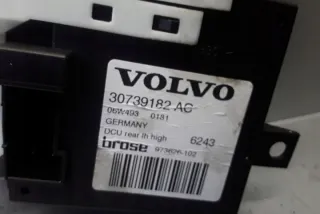 VOLVO
30739182 AC
06W493 0181
GERMANY
DCU rear lh high 6243
brose 973626-102